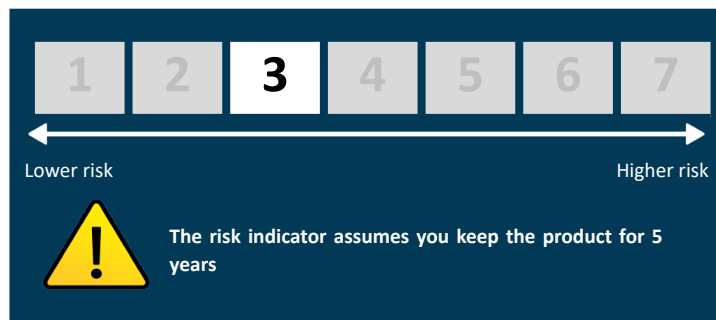 1 2 3 4 5 6 7
Lower risk Higher risk
The risk indicator assumes you keep the product for 5
years